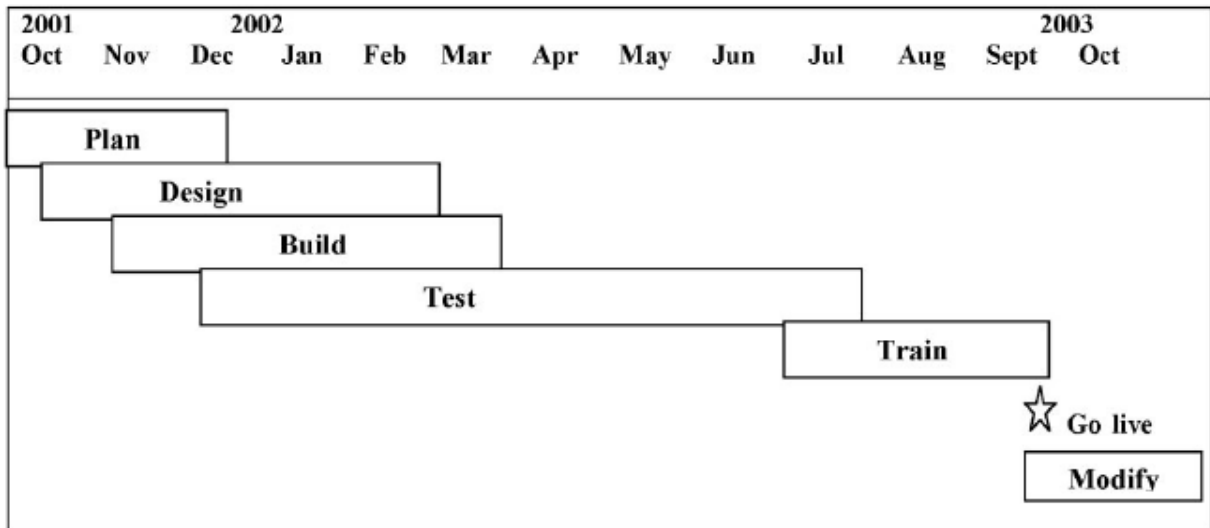 2001 2002 2003
Oct Nov Dec Jan Feb Mar Apr May Jun Jul Aug Sept Oct
Plan
Design
Build
Test
Train
Go live
Modify